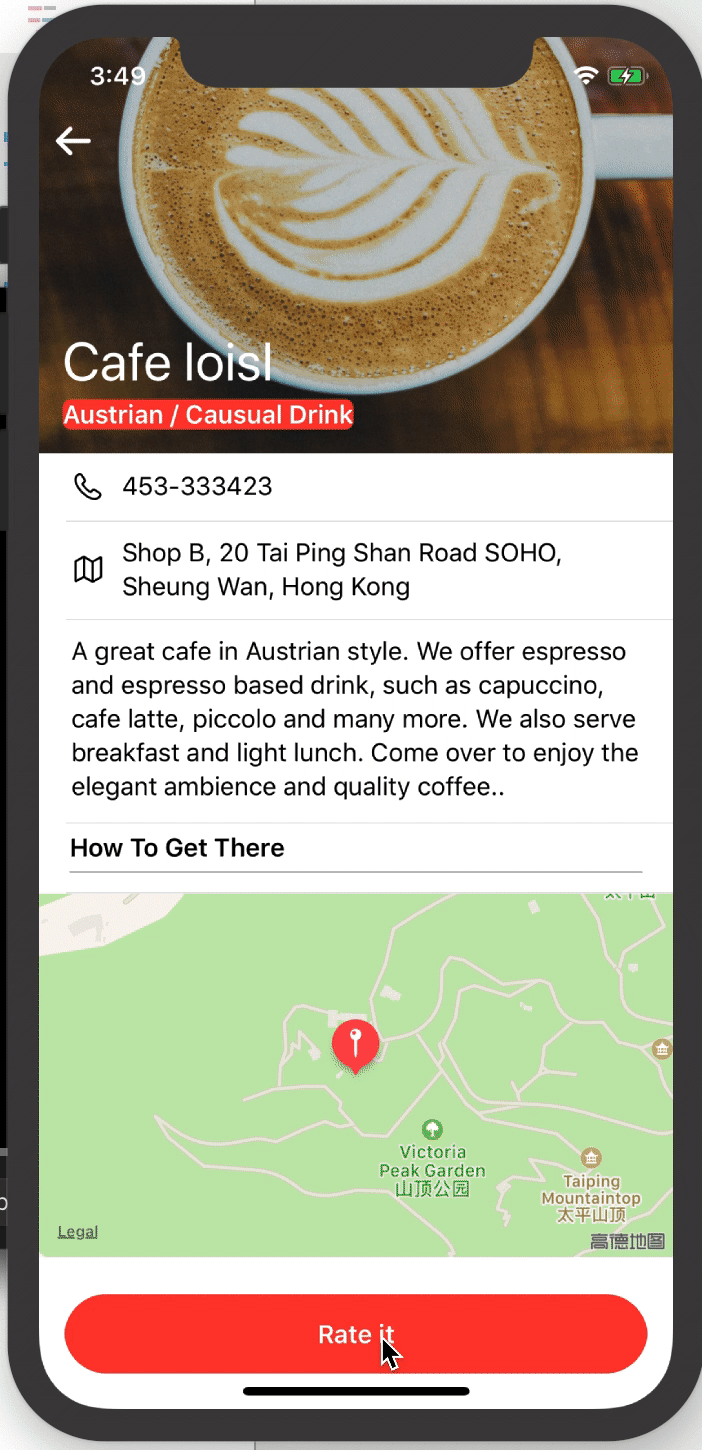 3:49
Cafe loisl
Austrian / Causual Drink
453-333423
Shop B, 20 Tai Ping Shan Road SOHO,
Sheung Wan, Hong Kong
A great cafe in Austrian style. We offer espresso
and espresso based drink, such as capuccino,
cafe latte, piccolo and many more. We also serve
breakfast and light lunch. Come over to enjoy the
elegant ambience and quality coffee..
How To Get There
Victoria
Peak Garden
山顶公园
Taiping
Mountaintop
太平山顶
Legal
高德地图
Rate it